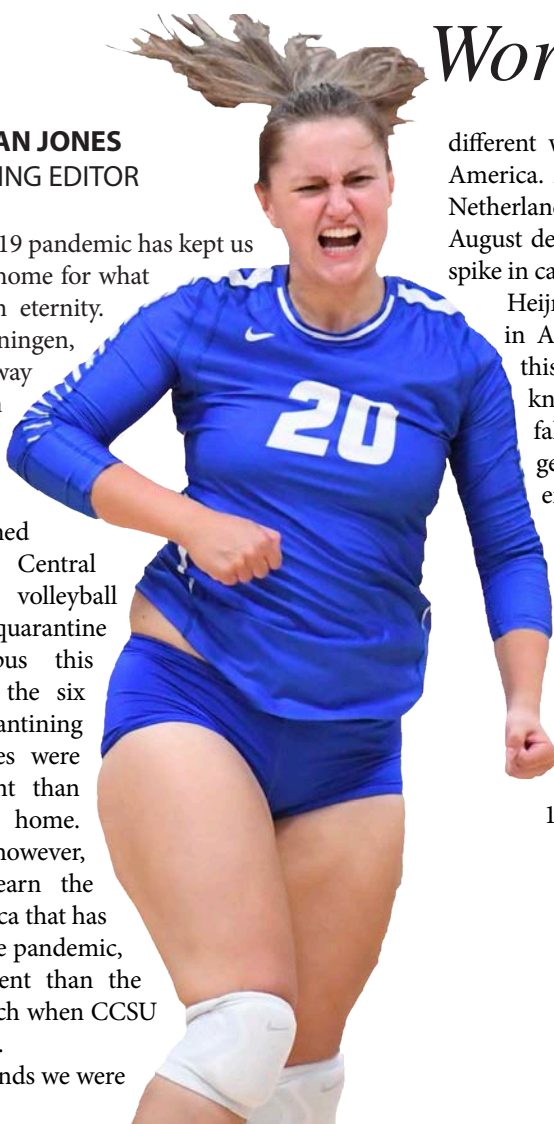 Wor
AN JONES
ING EDITOR
19 pandemic has kept us
home for what
n eternity.
ningen,
way
ned
Central
volleyball
quarantine
pus this
the six
antining
es were
nt than
home.
however,
earn the
ca that has
e pandemic,
ent than the
ch when CCSU
.
nds we were
20
different w
America.
Netherland
August de
spike in ca
Heijn
in A
this
kn
fal
ge
e
1